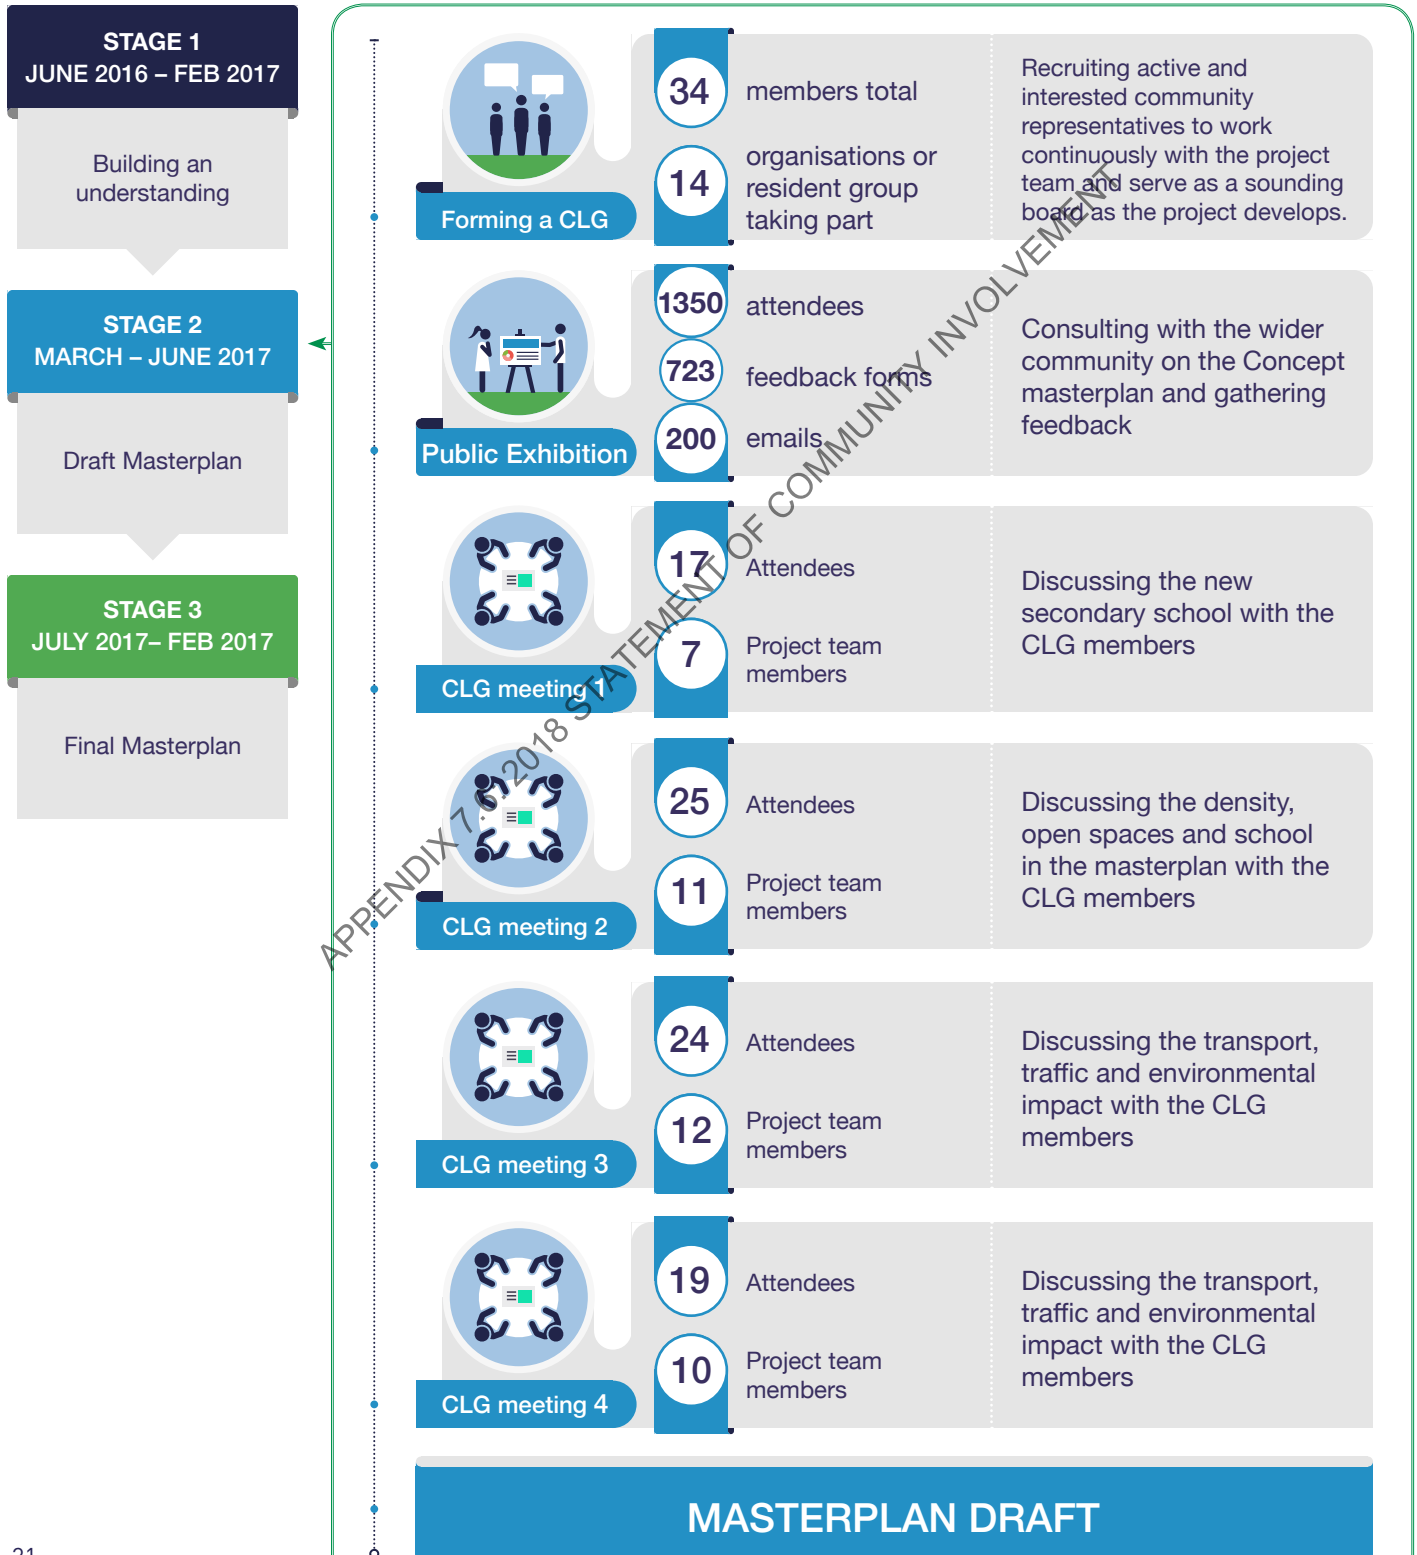 STAGE 1
JUNE 2016 – FEB 2017
Building an
understanding
STAGE 2
MARCH – JUNE 2017
Draft Masterplan
STAGE 3
JULY 2017– FEB 2017
Final Masterplan
Forming a CLG
34
members total
14
organisations or
resident group
taking part
Recruiting active and
interested community
representatives to work
continuously with the project
team and serve as a sounding
board as the project develops.
Public Exhibition
1350
attendees
723
feedback forms
200
emails
Consulting with the wider
community on the Concept
masterplan and gathering
feedback
CLG meeting 1
17
Attendees
7
Project team
members
Discussing the new
secondary school with the
CLG members
CLG meeting 2
25
Attendees
11
Project team
members
Discussing the density,
open spaces and school
in the masterplan with the
CLG members
CLG meeting 3
24
Attendees
12
Project team
members
Discussing the transport,
traffic and environmental
impact with the CLG
members
CLG meeting 4
19
Attendees
10
Project team
members
Discussing the transport,
traffic and environmental
impact with the CLG
members
MASTERPLAN DRAFT
APPENDIX 7.6: 2018 STATEMENT OF COMMUNITY INVOLVEMENT